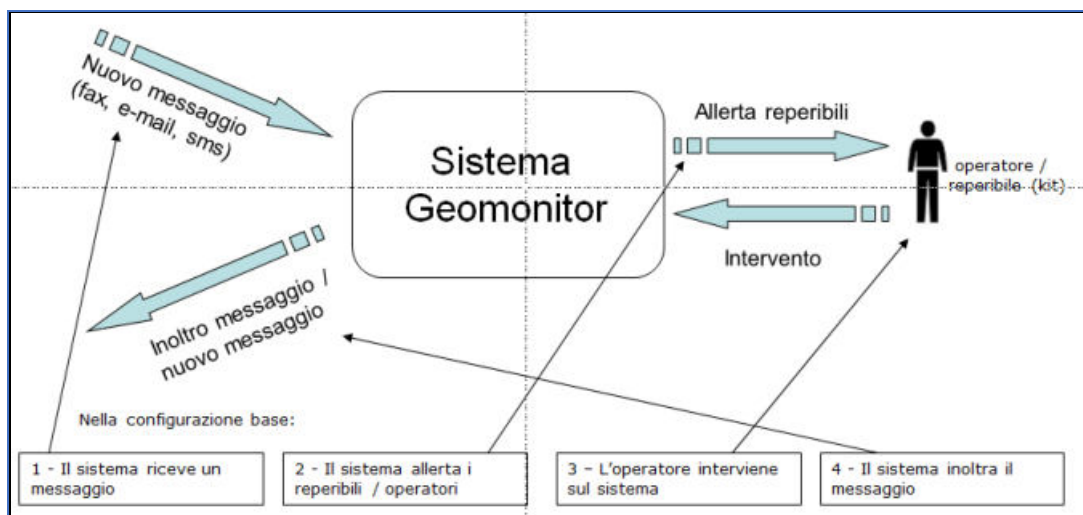 Nuovo messaggio
(fax, e-mail, sms)
Sistema
Geomonitor
Allerta reperibili
operatore /
reperibile (kit)
Intervento
Inoltro messaggio /
nuovo messaggio
Nella configurazione base:
1 - Il sistema riceve un
messaggio
2 - Il sistema allerta i
reperibili / operatori
3 – L'operatore interviene
sul sistema
4 - Il sistema inoltra il
messaggio